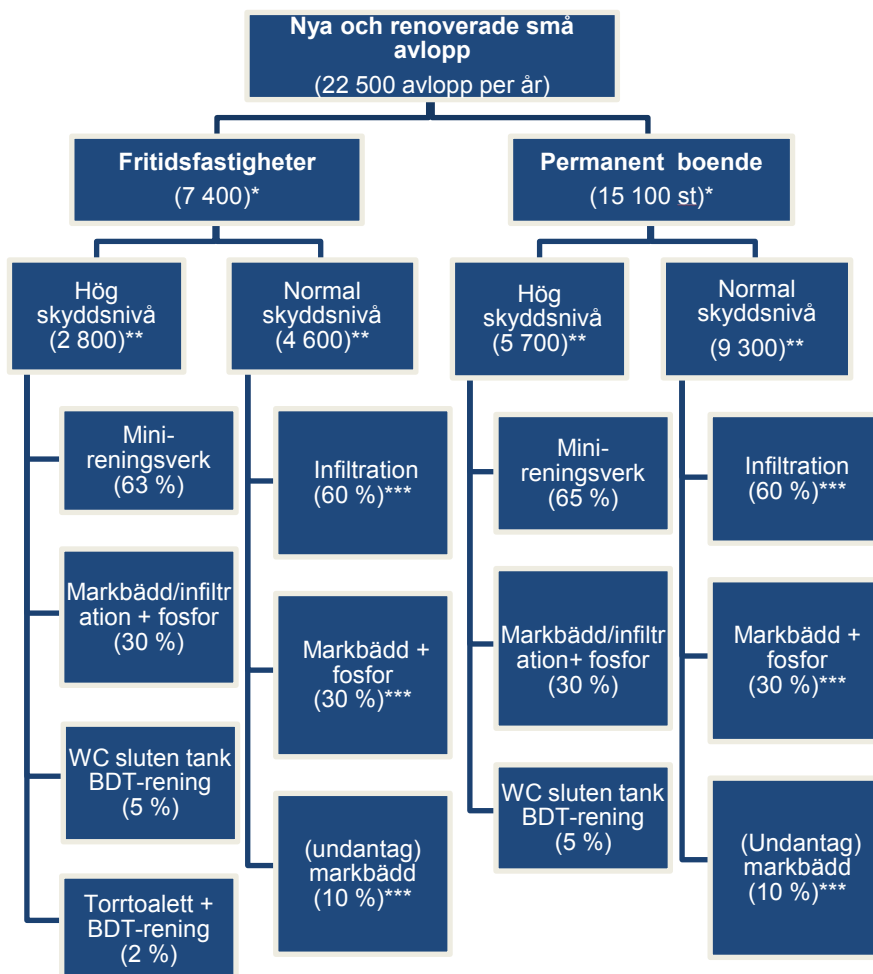 Nya och renoverade små
avlopp
(22 500 avlopp per år)
Fritidsfastigheter
(7 400)*
Permanent boende
(15 100 st)*
Hög
skyddsnivå
(2 800)**
Normal
skyddsnivå
(4 600)**
Hög
skyddsnivå
(5 700)**
Normal
skyddsnivå
(9 300)**
Mini-
reningsverk
(63 %)
Markbädd/infiltr
ation + fosfor
(30 %)
WC sluten tank
BDT-rening
(5 %)
Torrtoalett +
BDT-rening
(2 %)
Infiltration
(60 %)***
Markbädd +
fosfor
(30 %)***
(undantag)
markbädd
(10 %)***
Mini-
reningsverk
(65 %)
Markbädd/infiltr
ation+ fosfor
(30 %)
WC sluten tank
BDT-rening
(5 %)
Infiltration
(60 %)***
Markbädd +
fosfor
(30 %)***
(Undantag)
markbädd
(10 %)***